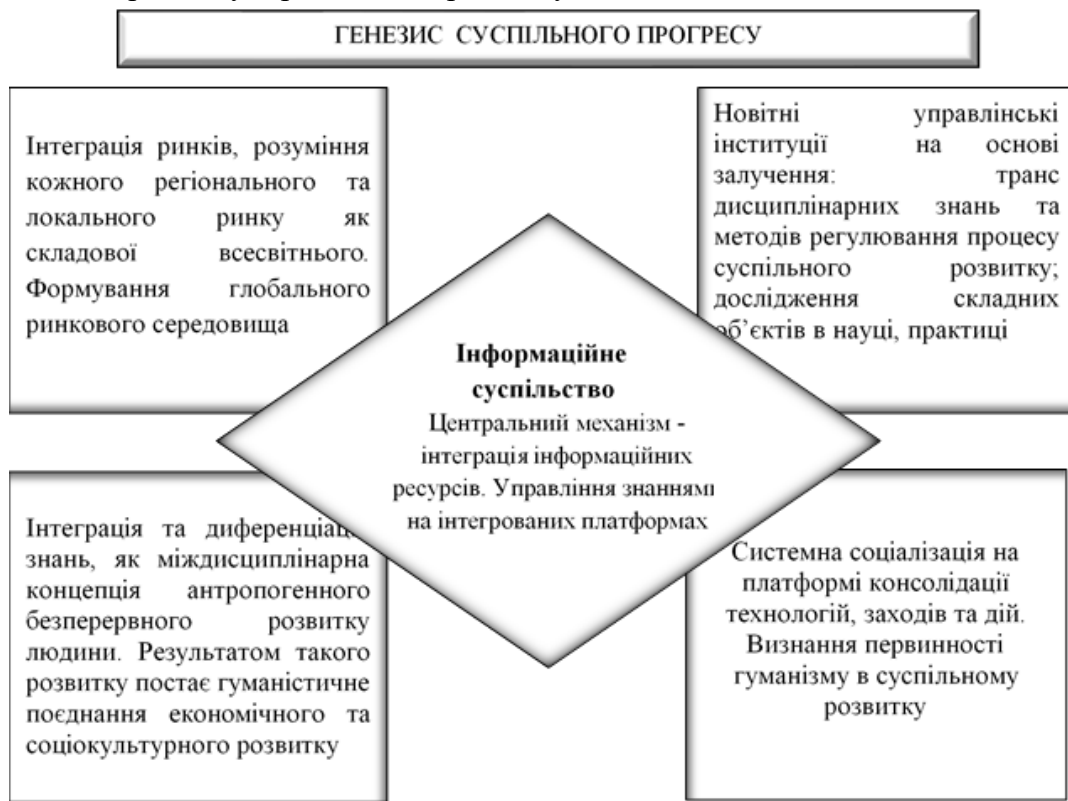 ГЕНЕЗИС СУСПІЛЬНОГО ПРОГРЕСУ
Інтеграція ринків, розуміння
кожного регіонального та
локального ринку як
складової всесвітнього.
Формування глобального
ринкового середовища
Новітні управлінські
інституції на основі
залучення: транс
дисциплінарних знань та
методів регулювання процесу
суспільного розвитку;
дослідження складних
об’єктів в науці, практиці
Інформаційне
суспільство
Центральний механізм -
інтеграція інформаційних
ресурсів. Управління знаннями
на інтегрованих платформах
Інтеграція та диференціація
знань, як міждисциплінарна
концепція антропогенного
безперервного розвитку
людини. Результатом такого
розвитку постає гуманістичне
поєднання економічного та
соціокультурного розвитку
Системна соціалізація на
платформі консолідації
технологій, заходів та дій.
Визнання первинності
гуманізму в суспільному
розвитку